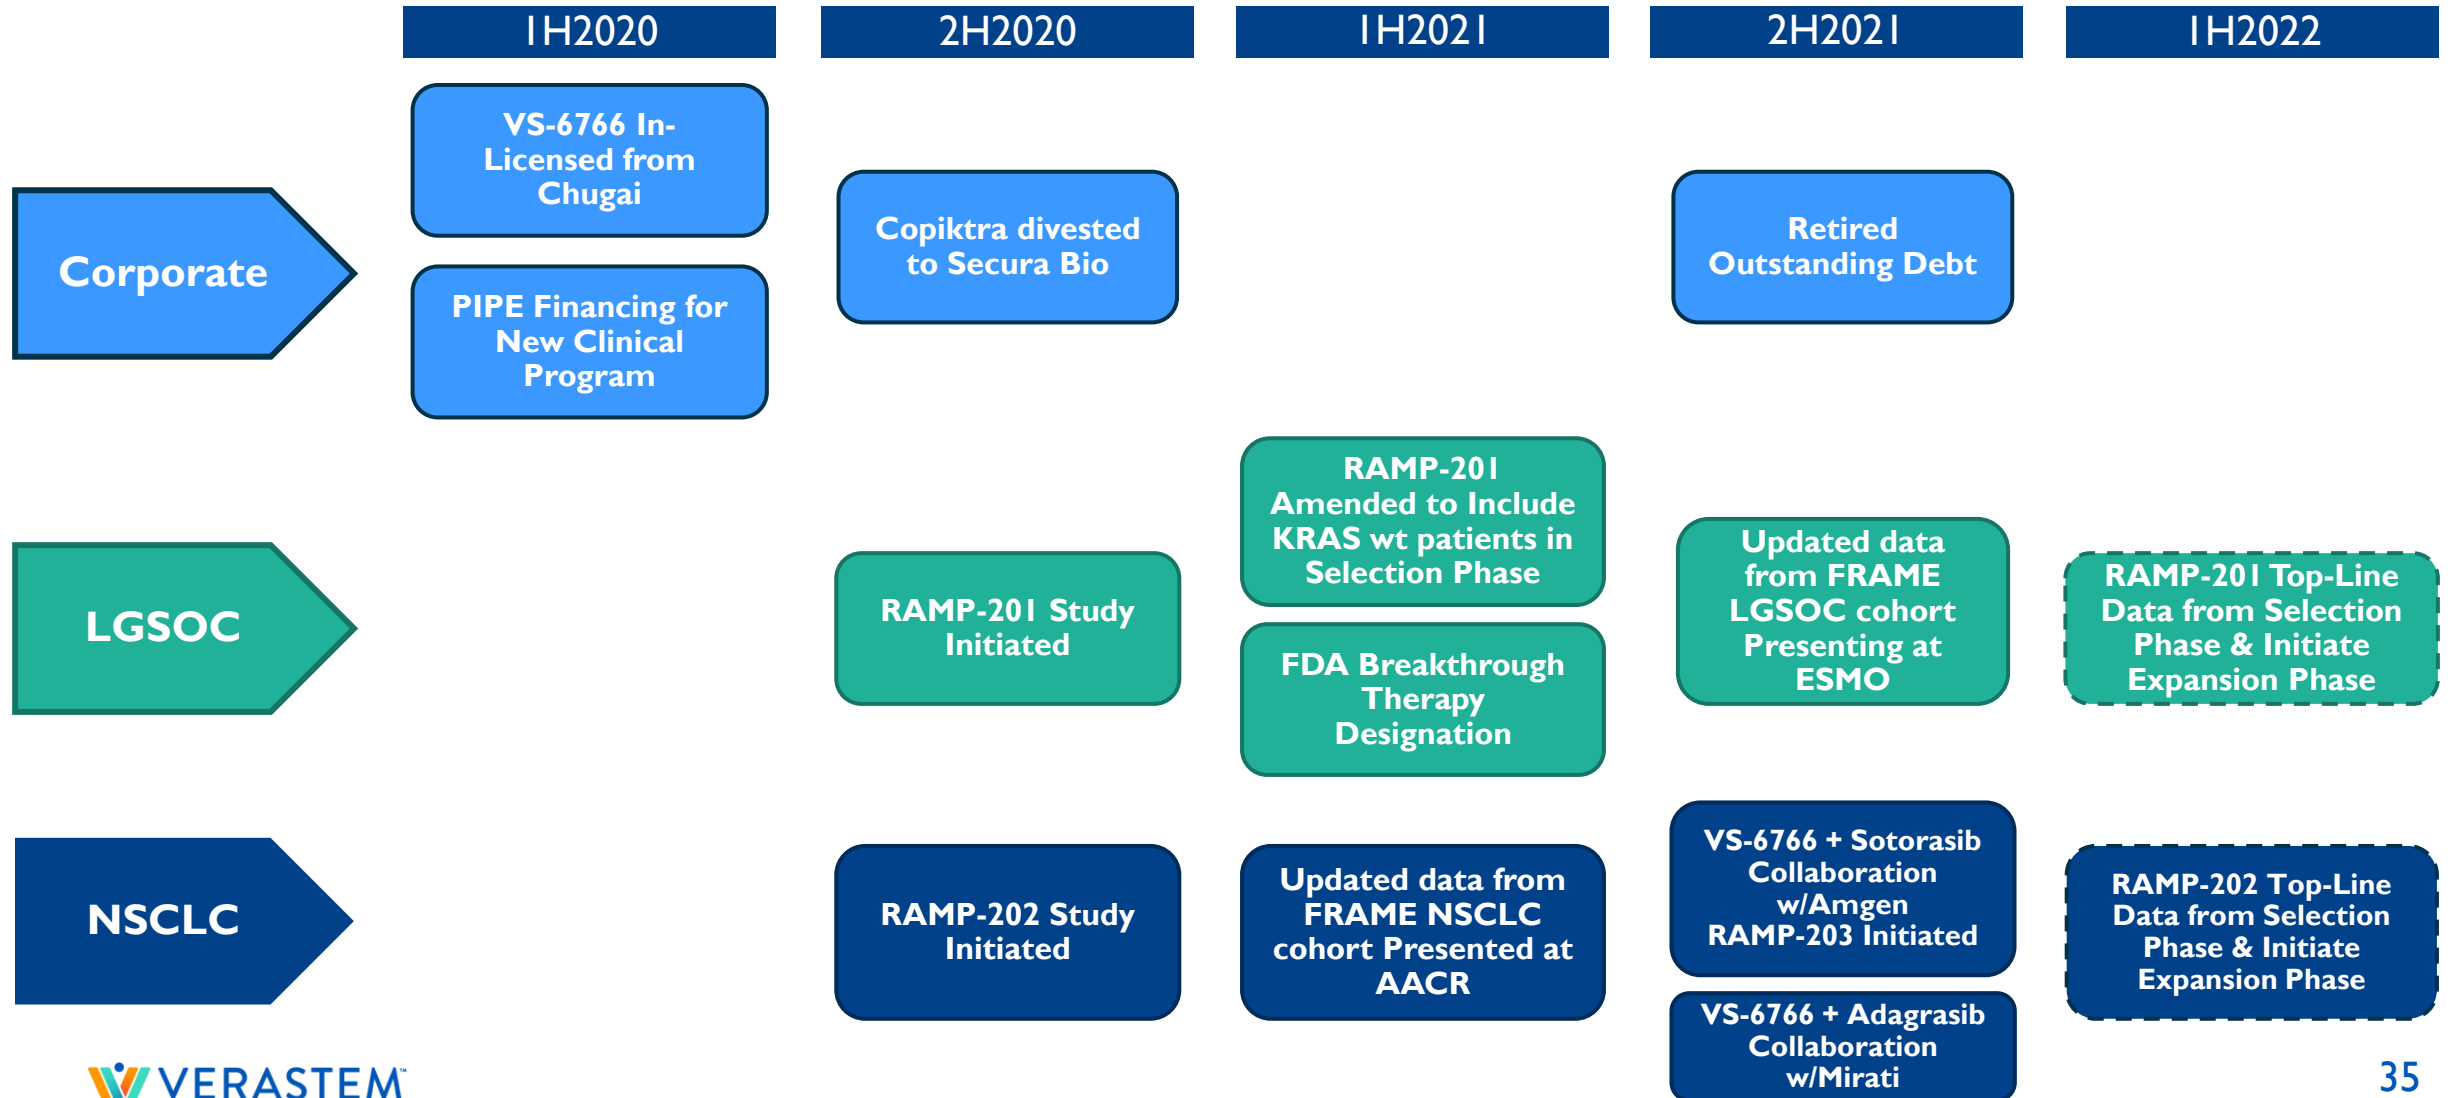 1H2020
2H2020
1H2021
2H2021
1H2022
Corporate
VS-6766 In-
Licensed from
Chugai
PIPE Financing for
New Clinical
Program
Copiktra divested
to Secura Bio
Retired
Outstanding Debt
LGSOC
RAMP-201 Study
Initiated
RAMP-201
Amended to Include
KRAS wt patients in
Selection Phase
FDA Breakthrough
Therapy
Designation
Updated data
from FRAME
LGSOC cohort
Presenting at
ESMO
RAMP-201 Top-Line
Data from Selection
Phase & Initiate
Expansion Phase
NSCLC
RAMP-202 Study
Initiated
Updated data from
FRAME NSCLC
cohort Presented at
AACR
VS-6766 + Sotorasib
Collaboration
w/Amgen
RAMP-203 Initiated
VS-6766 + Adagrasib
Collaboration
w/Mirati
RAMP-202 Top-Line
Data from Selection
Phase & Initiate
Expansion Phase
VERASTEM™
35